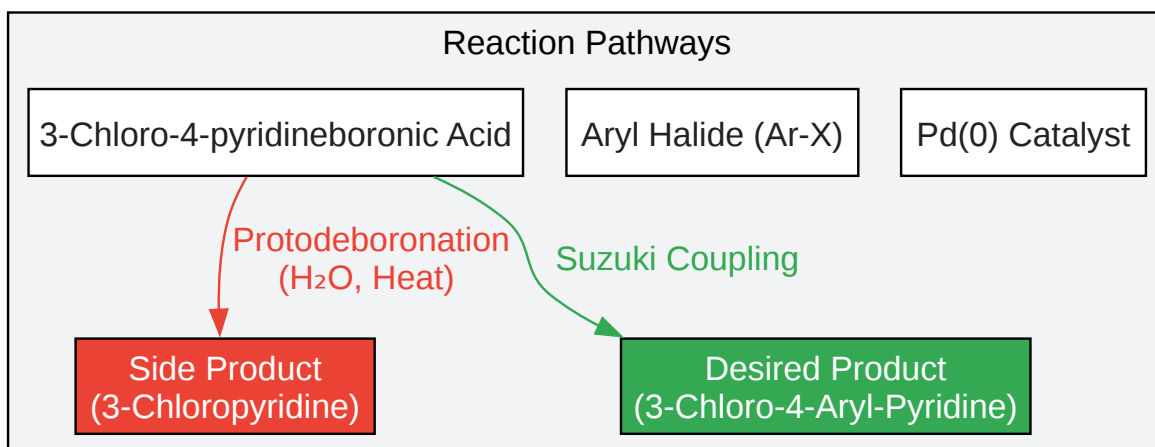 Reaction Pathways
3-Chloro-4-pyridineboronic Acid
Aryl Halide (Ar-X)
Pd(0) Catalyst
Protodeboronation
(H₂O, Heat)
Suzuki Coupling
Side Product
(3-Chloropyridine)
Desired Product
(3-Chloro-4-Aryl-Pyridine)